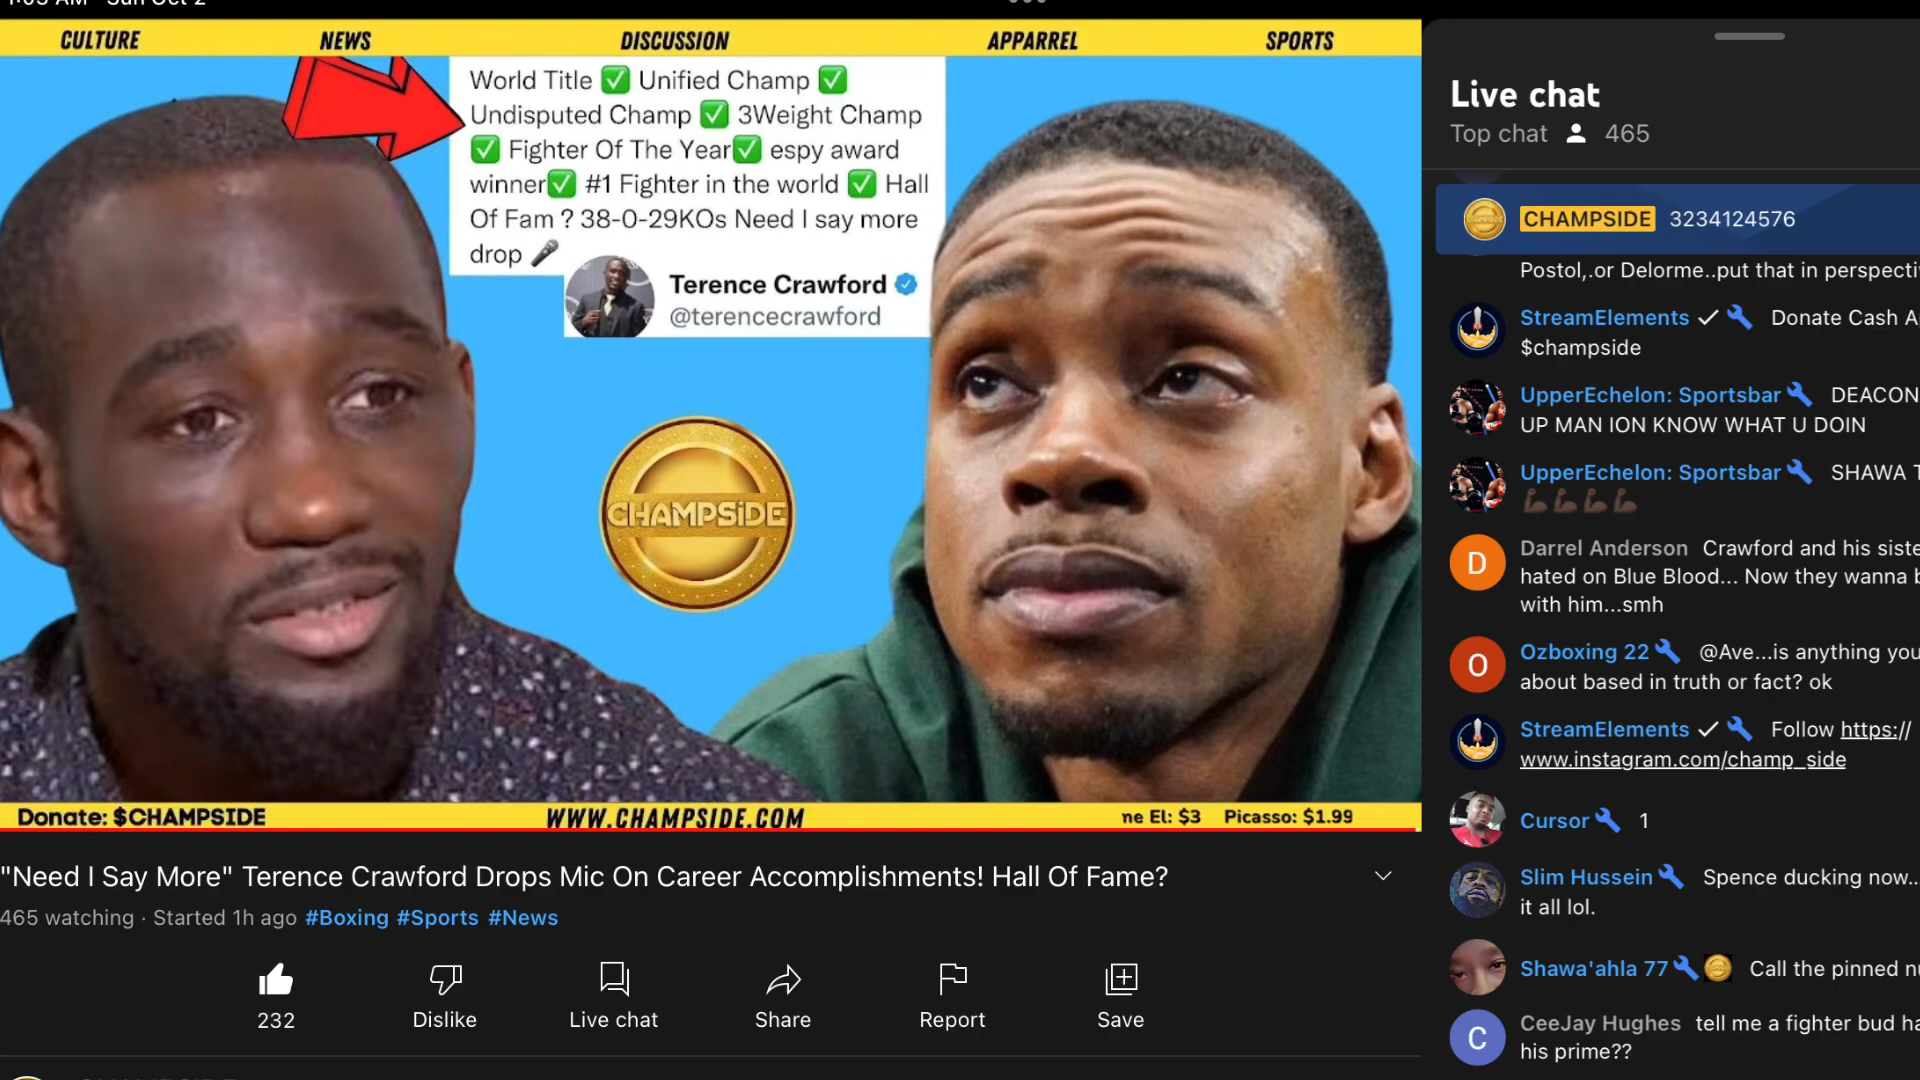 CULTURE NEWS DISCUSSION APPARREL SPORTS
World Title ✅ Unified Champ ✅
Undisputed Champ ✅ 3Weight Champ
✅ Fighter Of The Year✅ espy award
winner✅ #1 Fighter in the world ✅ Hall
Of Fam ? 38-0-29KOs Need I say more
drop 🎤
Terence Crawford
@terencecrawford
CHAMPSiDE
Donate: $CHAMPSIDE WWW.CHAMPSIDE.COM ne El: $3 Picasso: $1.99
"Need I Say More" Terence Crawford Drops Mic On Career Accomplishments! Hall Of Fame?
465 watching · Started 1h ago #Boxing #Sports #News
232 Dislike Live chat Share Report Save
Live chat
Top chat 465
CHAMPSIDE 3234124576
Postol,.or Delorme..put that in perspecti
StreamElements ✓ Donate Cash A
$champside
UpperEchelon: Sportsbar DEACON
UP MAN ION KNOW WHAT U DOIN
UpperEchelon: Sportsbar SHAWA T
💪🏿💪🏿💪🏿💪🏿
D
Darrel Anderson Crawford and his siste
hated on Blue Blood... Now they wanna b
with him...smh
O
Ozboxing 22 @Ave...is anything you
about based in truth or fact? ok
StreamElements ✓ Follow https://
www.instagram.com/champ_side
Cursor 1
Slim Hussein Spence ducking now..
it all lol.
Shawa'ahla 77 Call the pinned n
C
CeeJay Hughes tell me a fighter bud ha
his prime??